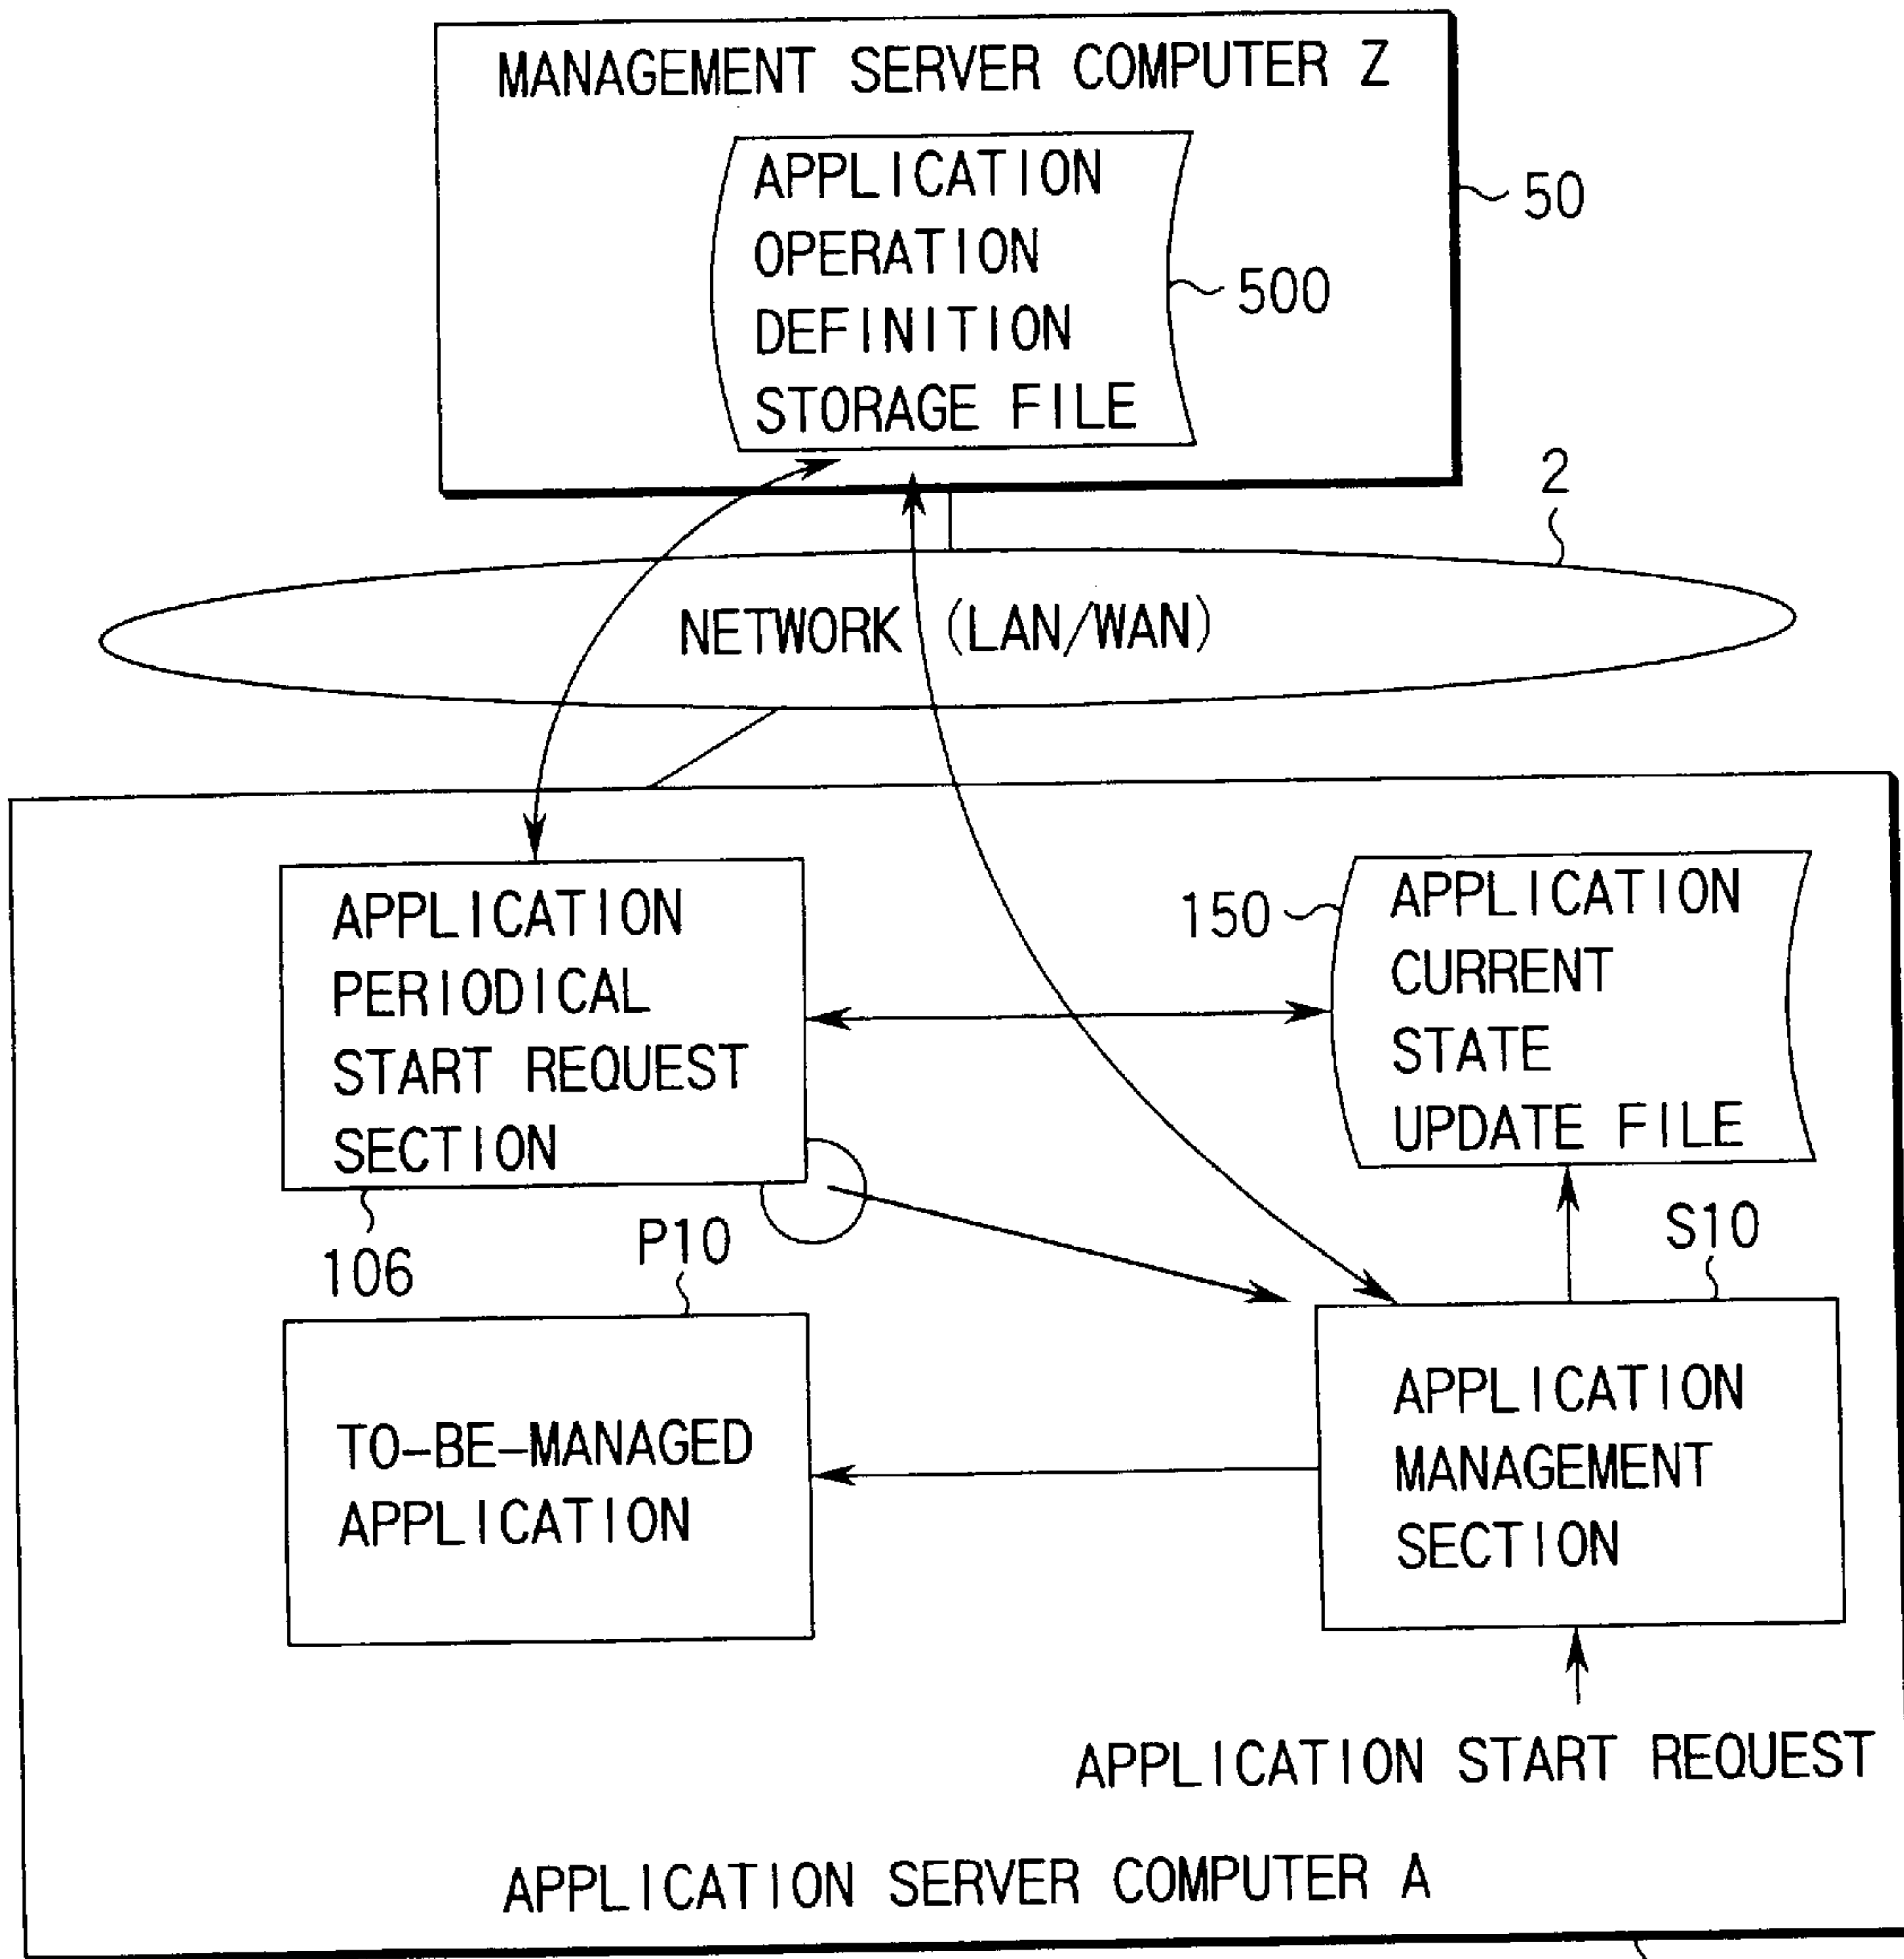 MANAGEMENT SERVER COMPUTER Z
APPLICATION
OPERATION
DEFINITION
STORAGE FILE
50
500
2
NETWORK (LAN/WAN)
APPLICATION
PERIODICAL
START REQUEST
SECTION
106
150
APPLICATION
CURRENT
STATE
UPDATE FILE
P10
S10
TO-BE-MANAGED
APPLICATION
APPLICATION
MANAGEMENT
SECTION
APPLICATION START REQUEST
APPLICATION SERVER COMPUTER A